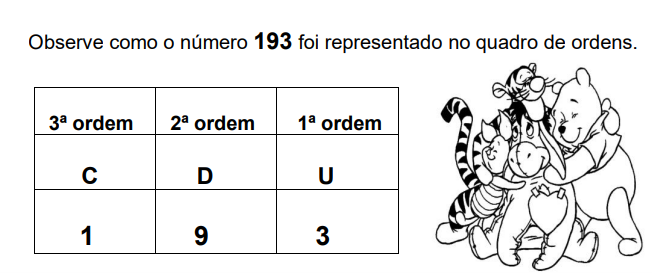 Observe como o número 193 foi representado no quadro de ordens.
3ª ordem 2ª ordem 1ª ordem
C D U
1 9 3